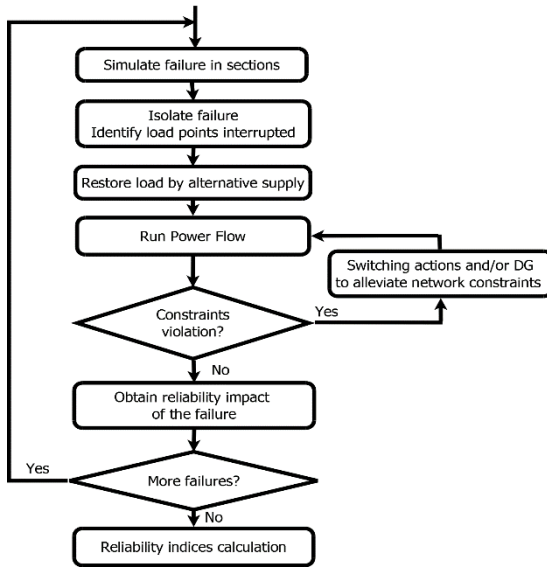 Simulate failure in sections
Isolate failure
Identify load points interrupted
Restore load by alternative supply
Run Power Flow
Switching actions and/or DG
to alleviate network constraints
Constraints
violation?
Yes
No
Obtain reliability impact
of the failure
Yes
More failures?
No
Reliability indices calculation